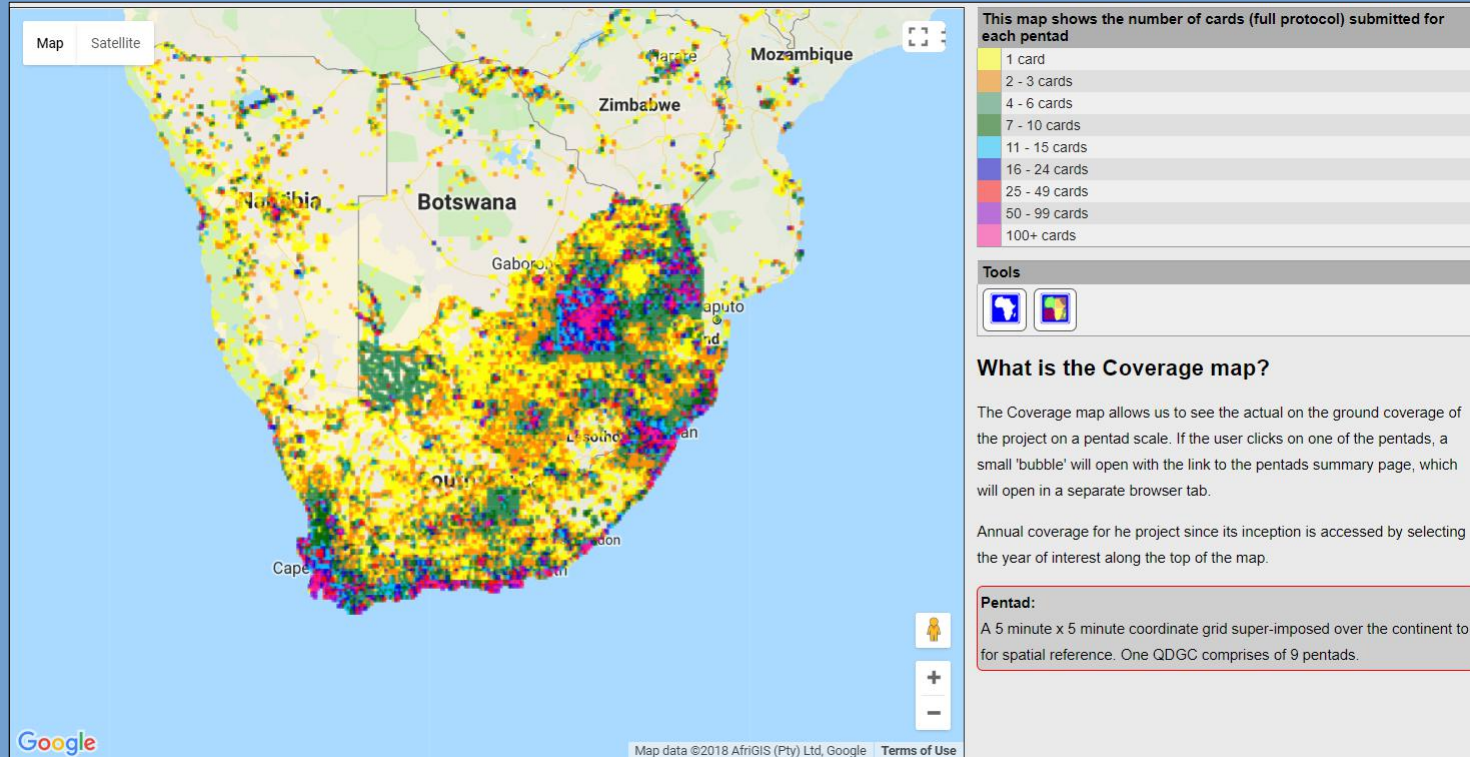 Map Satellite
Harare
Mozambique
Zimbabwe
Namibia
Botswana
Lesotho
Cape
Google
Map data ©2018 AfriGIS (Pty) Ltd, Google Terms of Use
This map shows the number of cards (full protocol) submitted for
each pentad
1 card
2 - 3 cards
4 - 6 cards
7 - 10 cards
11 - 15 cards
16 - 24 cards
25 - 49 cards
50 - 99 cards
100+ cards
Tools
What is the Coverage map?
The Coverage map allows us to see the actual on the ground coverage of
the project on a pentad scale. If the user clicks on one of the pentads, a
small 'bubble' will open with the link to the pentads summary page, which
will open in a separate browser tab.
Annual coverage for he project since its inception is accessed by selecting
the year of interest along the top of the map.
Pentad:
A 5 minute x 5 minute coordinate grid super-imposed over the continent to
for spatial reference. One QDGC comprises of 9 pentads.